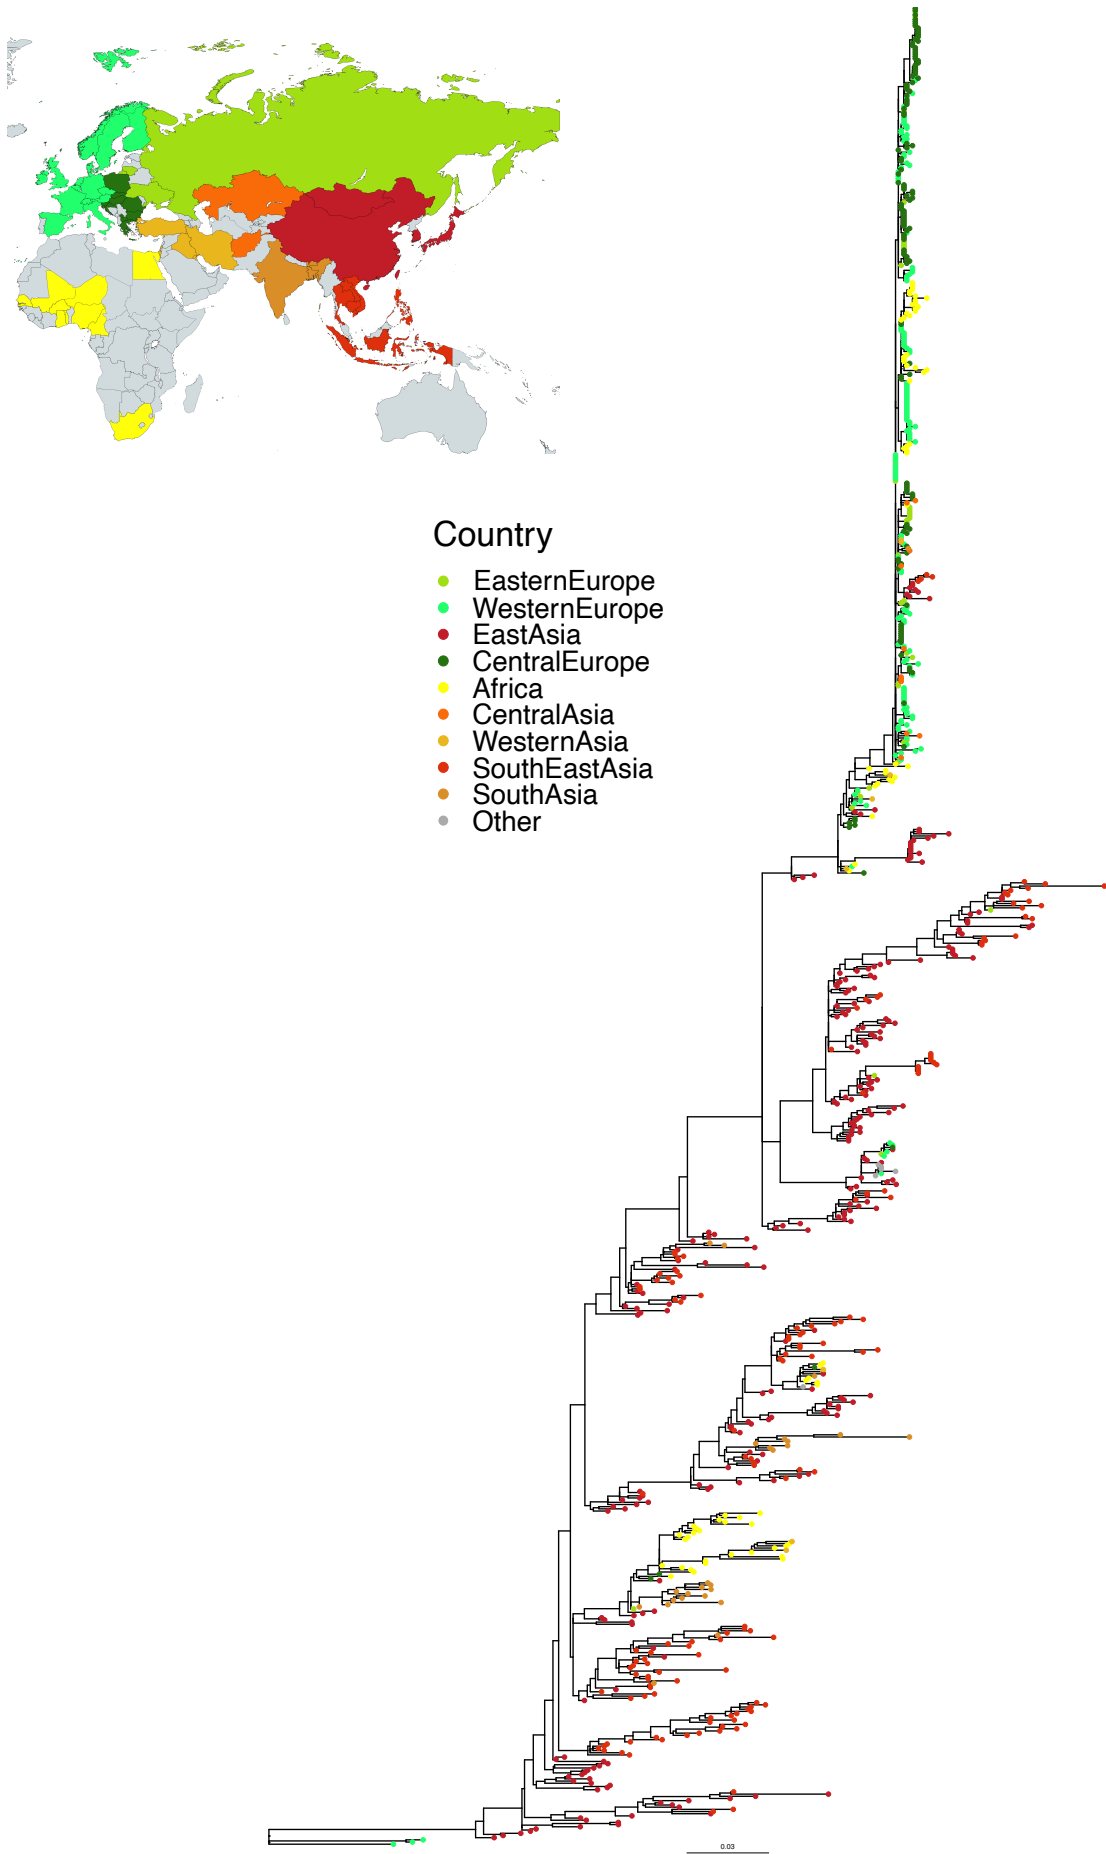 Country
EasternEurope
WesternEurope
EastAsia
CentralEurope
Africa
CentralAsia
WesternAsia
SouthEastAsia
SouthAsia
Other
0.03